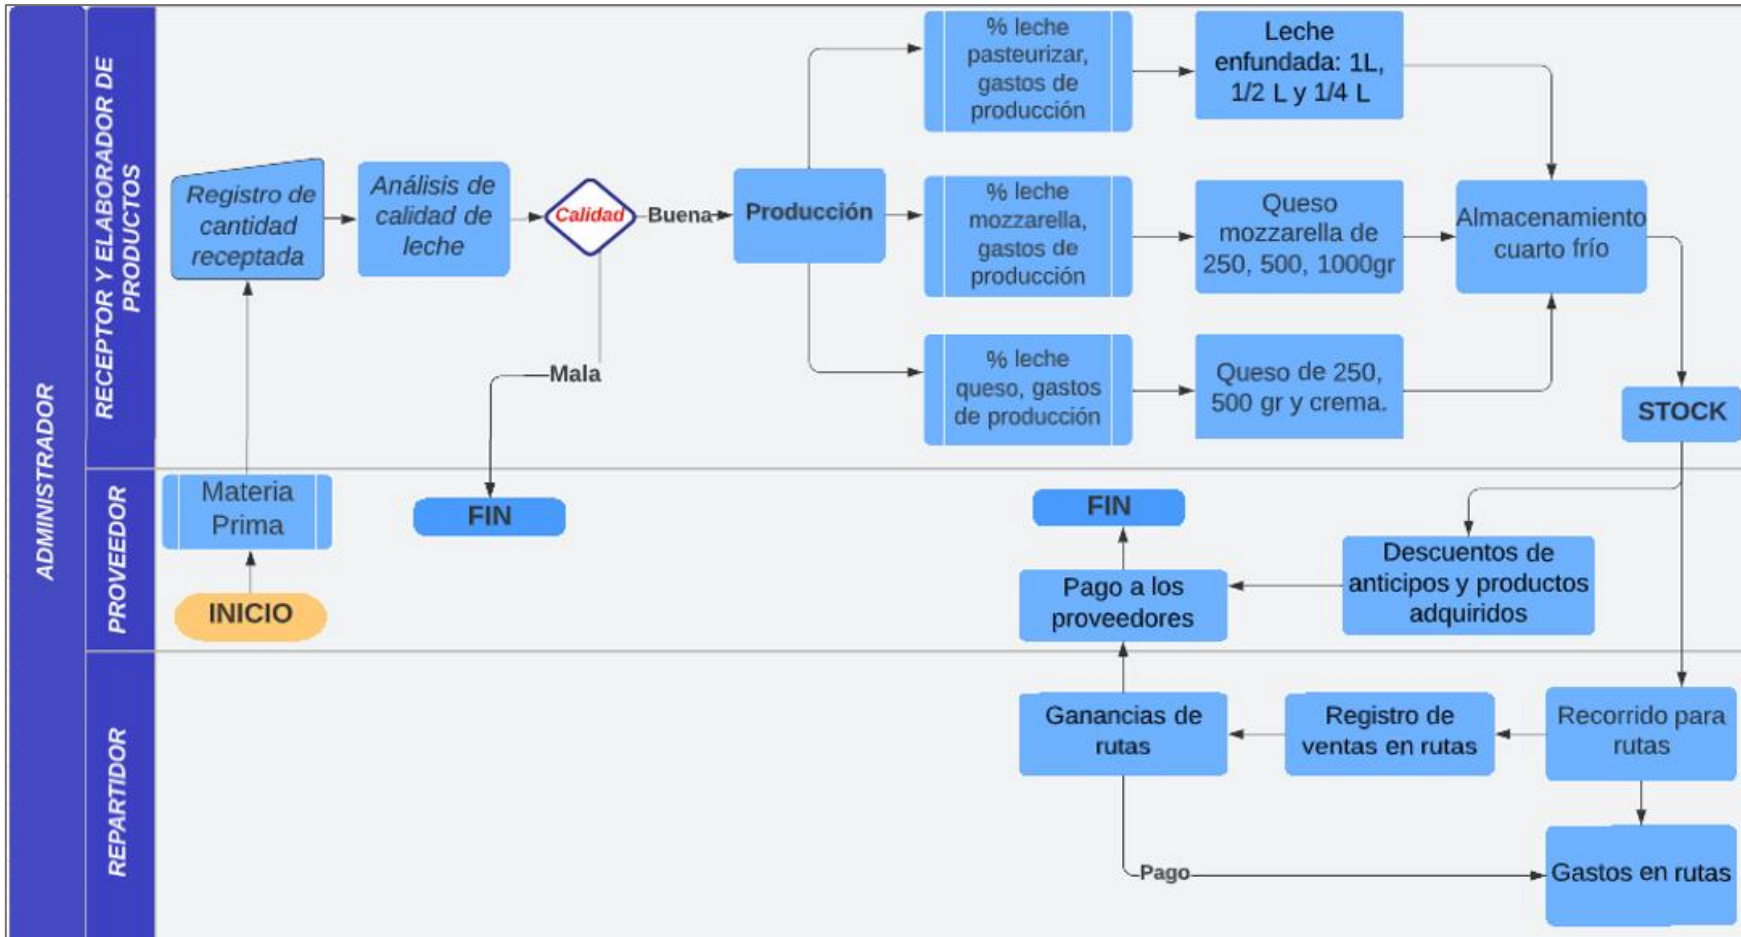 ADMINISTRADOR
RECEPTOR Y ELABORADOR DE
PRODUCTOS
Registro de
cantidad
receptada
Análisis de
calidad de
leche
Calidad
Buena
Mala
Producción
% leche
pasteurizar,
gastos de
producción
Leche
enfundada: 1L,
1/2 L y 1/4 L
% leche
mozzarella,
gastos de
producción
Queso
mozzarella de
250, 500, 1000gr
Almacenamiento
cuarto frío
% leche
queso, gastos
de producción
Queso de 250,
500 gr y crema.
STOCK
PROVEEDOR
Materia
Prima
INICIO
FIN
FIN
Pago a los
proveedores
Descuentos de
anticipos y productos
adquiridos
REPARTIDOR
Ganancias de
rutas
Registro de
ventas en rutas
Recorrido para
rutas
Pago
Gastos en rutas